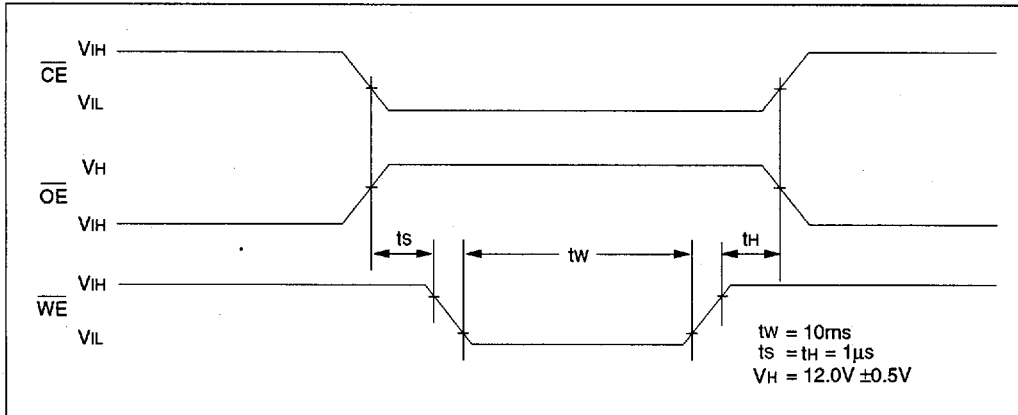 VIH
CE
VIL
VH
OE
VIH
tS
tW
tH
VIH
WE
VIL
tW = 10ms
tS = tH = 1μs
VH = 12.0V ±0.5V